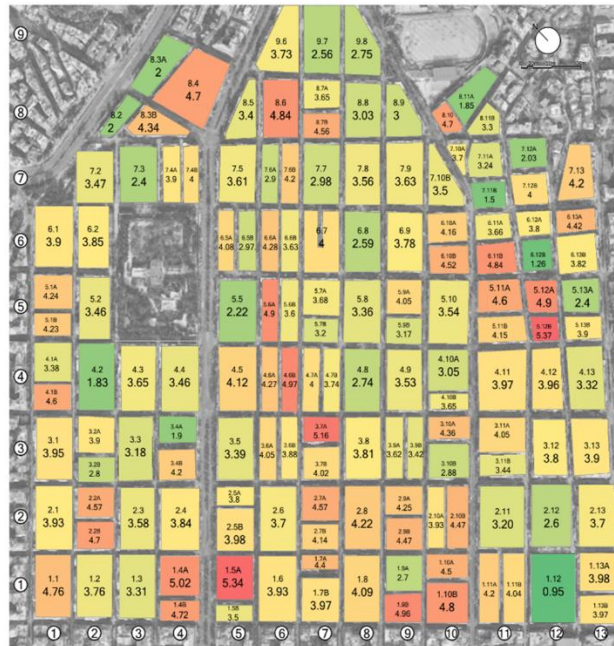 ⑨
9.6
3.73
9.7
2.56
9.8
2.75
N
⑧
8.2
2
8.3A
2
8.3B
4.34
8.4
4.7
8.5
3.4
8.6
4.84
8.7A
3.65
8.7B
4.56
8.8
3.03
8.9
3
8.10
4.7
8.11A
1.85
8.11B
3.3
⑦
7.2
3.47
7.3
2.4
7.4A
3.9
7.4B
4
7.5
3.61
7.6A
2.9
7.6B
4.2
7.7
2.98
7.8
3.56
7.9
3.63
7.10A
3.7
7.10B
3.5
7.11A
3.24
7.11B
1.5
7.12A
2.03
7.12B
4
7.13
4.2
⑥
6.1
3.9
6.2
3.85
6.5A
4.08
6.5B
2.97
6.6A
4.28
6.6B
3.63
6.7
4
6.8
2.59
6.9
3.78
6.10A
4.16
6.10B
4.52
6.11A
3.66
6.11B
4.84
6.12A
3.8
6.12B
1.26
6.13A
4.42
6.13B
3.82
⑤
5.1A
4.24
5.1B
4.23
5.2
3.46
5.5
2.22
5.6A
4.9
5.6B
3.6
5.7A
3.68
5.7B
3.2
5.8
3.36
5.9A
4.05
5.9B
3.17
5.10
3.54
5.11A
4.6
5.11B
4.15
5.12A
4.9
5.12B
5.37
5.13A
2.4
5.13B
3.9
④
4.1A
3.38
4.1B
4.6
4.2
1.83
4.3
3.65
4.4
3.46
4.5
4.12
4.6A
4.27
4.6B
4.97
4.7A
4
4.7B
3.74
4.8
2.74
4.9
3.53
4.10A
3.05
4.10B
3.65
4.11
3.97
4.12
3.96
4.13
3.32
③
3.1
3.95
3.2A
3.9
3.2B
2.8
3.3
3.18
3.4A
1.9
3.4B
4.2
3.5
3.39
3.6A
4.05
3.6B
3.88
3.7A
5.16
3.7B
4.02
3.8
3.81
3.9A
3.62
3.9B
3.42
3.10A
4.36
3.10B
2.88
3.11A
4.05
3.11B
3.44
3.12
3.8
3.13
3.9
②
2.1
3.93
2.2A
4.57
2.2B
4.7
2.3
3.58
2.4
3.84
2.5A
3.8
2.5B
3.98
2.6
3.7
2.7A
4.57
2.7B
4.14
2.8
4.22
2.9A
4.25
2.9B
4.47
2.10A
3.93
2.10B
4.47
2.11
3.20
2.12
2.6
2.13
3.7
①
1.1
4.76
1.2
3.76
1.3
3.31
1.4A
5.02
1.4B
4.72
1.5A
5.34
1.5B
3.5
1.6
3.93
1.7A
4.4
1.7B
3.97
1.8
4.09
1.9A
2.7
1.9B
4.96
1.10A
4.5
1.10B
4.8
1.11A
4.2
1.11B
4.04
1.12
0.95
1.13A
3.98
1.13B
3.97
① ② ③ ④ ⑤ ⑥ ⑦ ⑧ ⑨ ⑩ ⑪ ⑫ ⑬